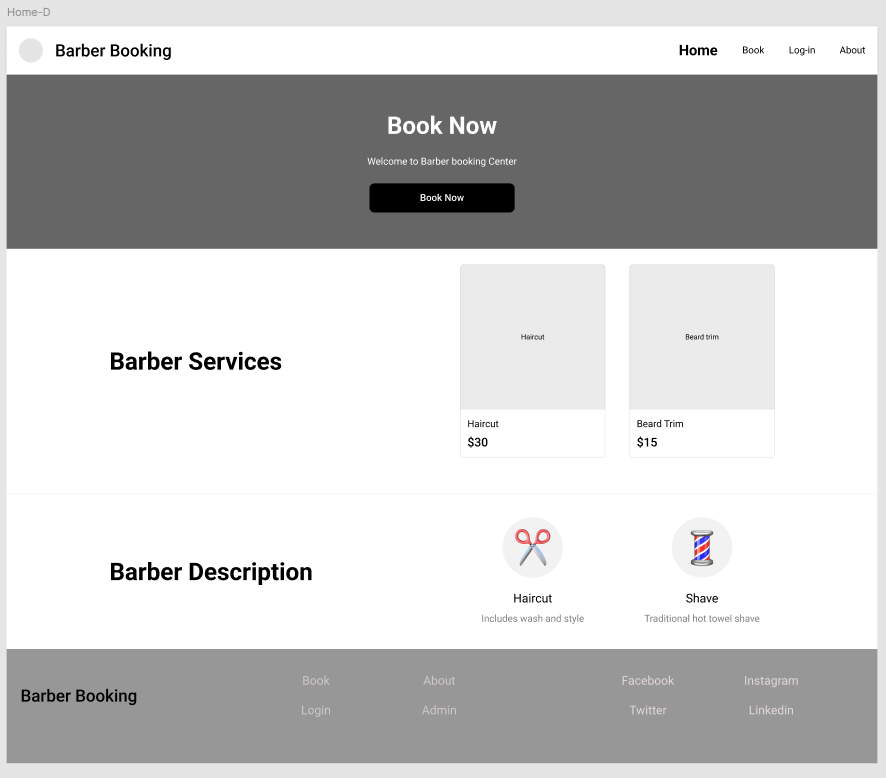 Home-D
Barber Booking
Home
Book
Log-in
About
Book Now
Welcome to Barber booking Center
Book Now
Barber Services
Haircut
Haircut
$30
Beard trim
Beard Trim
$15
Barber Description
Haircut
Includes wash and style
Shave
Traditional hot towel shave
Barber Booking
Book
About
Facebook
Instagram
Login
Admin
Twitter
Linkedin